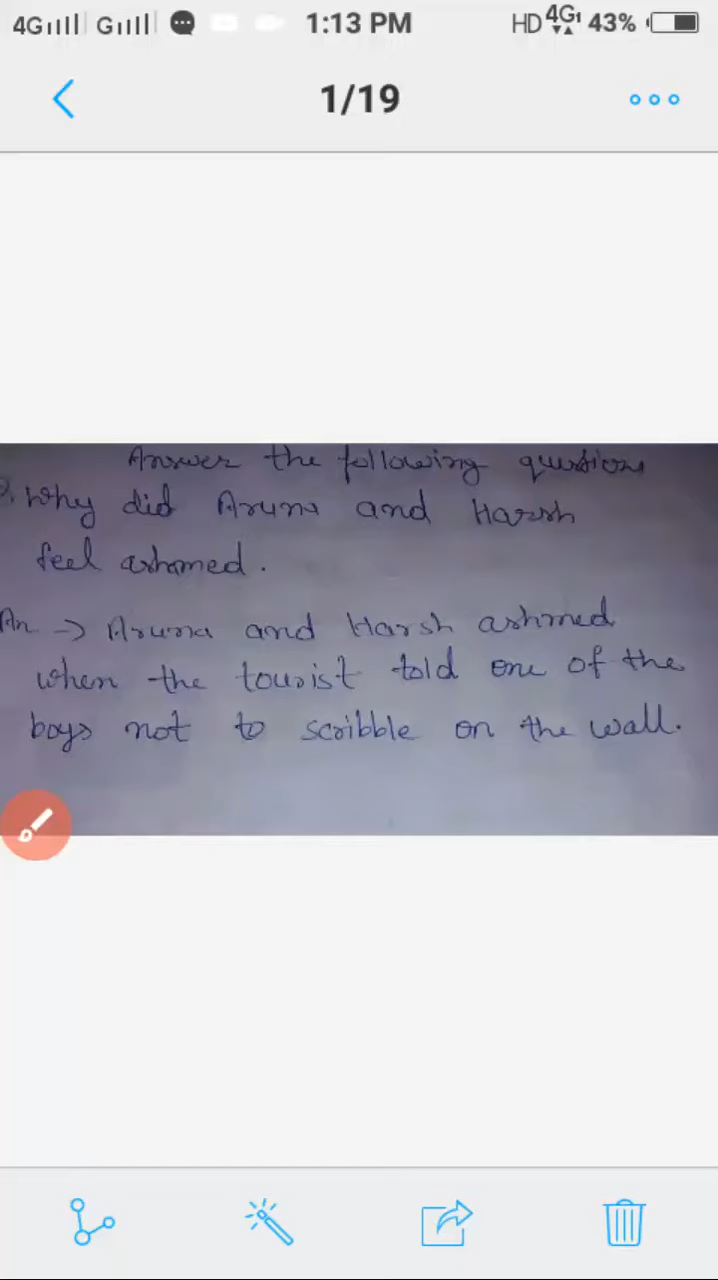 4G G 1:13 PM HD 4G 43%
1/19
Answer the following questions
Why did Aruna and Harsh
feel ashamed.
An → Aruna and Harsh ashmed
when the tourist told one of the
boys not to scribble on the wall.